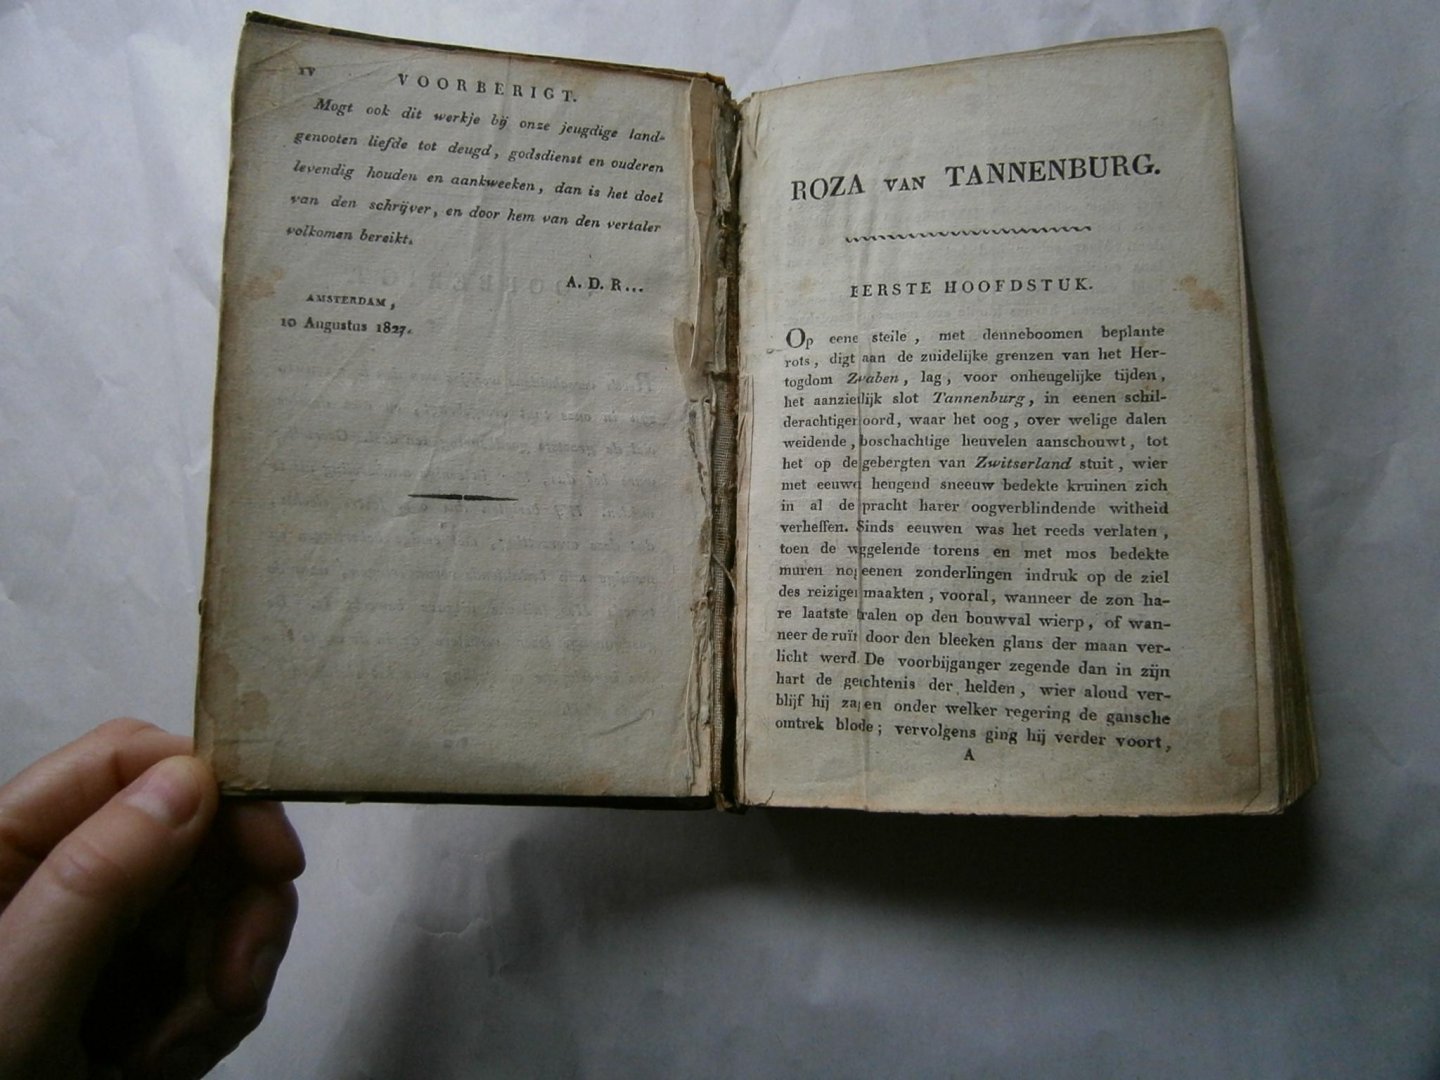 IV
VOORBERIGT.
Mogt ook dit werkje bij onze jeugdige land-
genooten liefde tot deugd, godsdienst en ouderen
levendig houden en aankweeken, dan is het doel
van den schrijver, en door hem van den vertaler
volkomen bereikt.
A. D. R...
AMSTERDAM,
10 Augustus 1827.
ROZA VAN TANNENBURG.
EERSTE HOOFDSTUK.
Op eene steile, met denneboomen beplante
rots, digt aan de zuidelijke grenzen van het Her-
togdom Zwaben, lag, voor onheugelijke tijden,
het aanzienlijk slot Tannenburg, in eenen schil-
derachtigen oord, waar het oog, over welige dalen
weidende, boschachtige heuvelen aanschouwt, tot
het op de gebergten van Zwitserland stuit, wier
met eeuwig heugend sneeuw bedekte kruinen zich
in al de pracht harer oogverblindende witheid
verheffen. Sinds eeuwen was het reeds verlaten,
toen de waggelende torens en met mos bedekte
muren nog eenen zonderlingen indruk op de ziel
des reizigers maakten, vooral, wanneer de zon ha-
re laatste stralen op den bouwval wierp, of wan-
neer de ruïne door den bleeken glans der maan ver-
licht werd. De voorbijganger zegende dan in zijn
hart de gedachtenis der helden, wier aloud ver-
blijf hij zag en onder welker regering de gansche
omtrek bloeide; vervolgens ging hij verder voort,
A